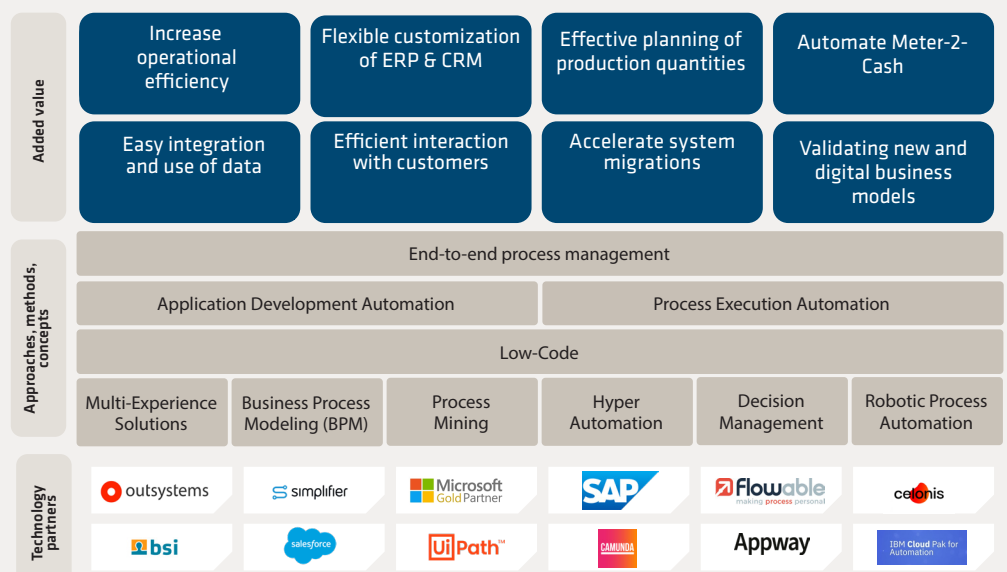 Added value
Increase
operational
efficiency
Flexible customization
of ERP & CRM
Effective planning of
production quantities
Automate Meter-2-
Cash
Easy integration
and use of data
Efficient interaction
with customers
Accelerate system
migrations
Validating new and
digital business
models
Approaches, methods,
concepts
End-to-end process management
Application Development Automation
Process Execution Automation
Low-Code
Multi-Experience
Solutions
Business Process
Modeling (BPM)
Process
Mining
Hyper
Automation
Decision
Management
Robotic Process
Automation
Technology
partners
outsystems
simplifier
Microsoft
Gold Partner
SAP
flowable
making process personal
celonis
bsi
salesforce
UiPath™
CAMUNDA
Appway
IBM Cloud Pak for
Automation